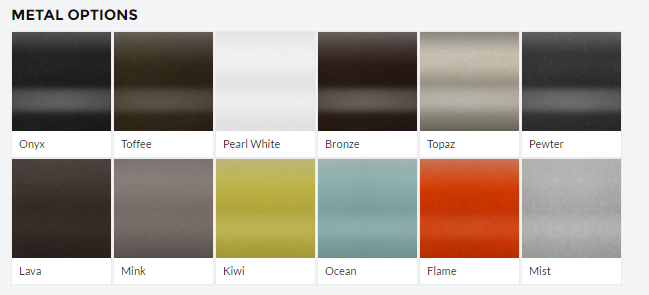 METAL OPTIONS
Onyx
Toffee
Pearl White
Bronze
Topaz
Pewter
Lava
Mink
Kiwi
Ocean
Flame
Mist